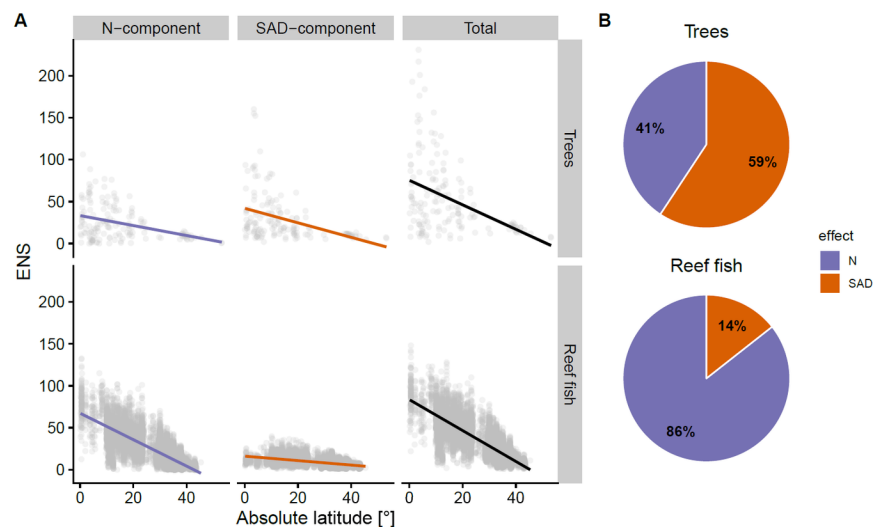 A
B
N−component SAD−component Total
Trees
200
150
100
50
0
Trees
41%
59%
ENS
effect
N
SAD
Reef fish
200
150
100
50
0
Reef fish
14%
86%
0 20 40 0 20 40 0 20 40
Absolute latitude [°]